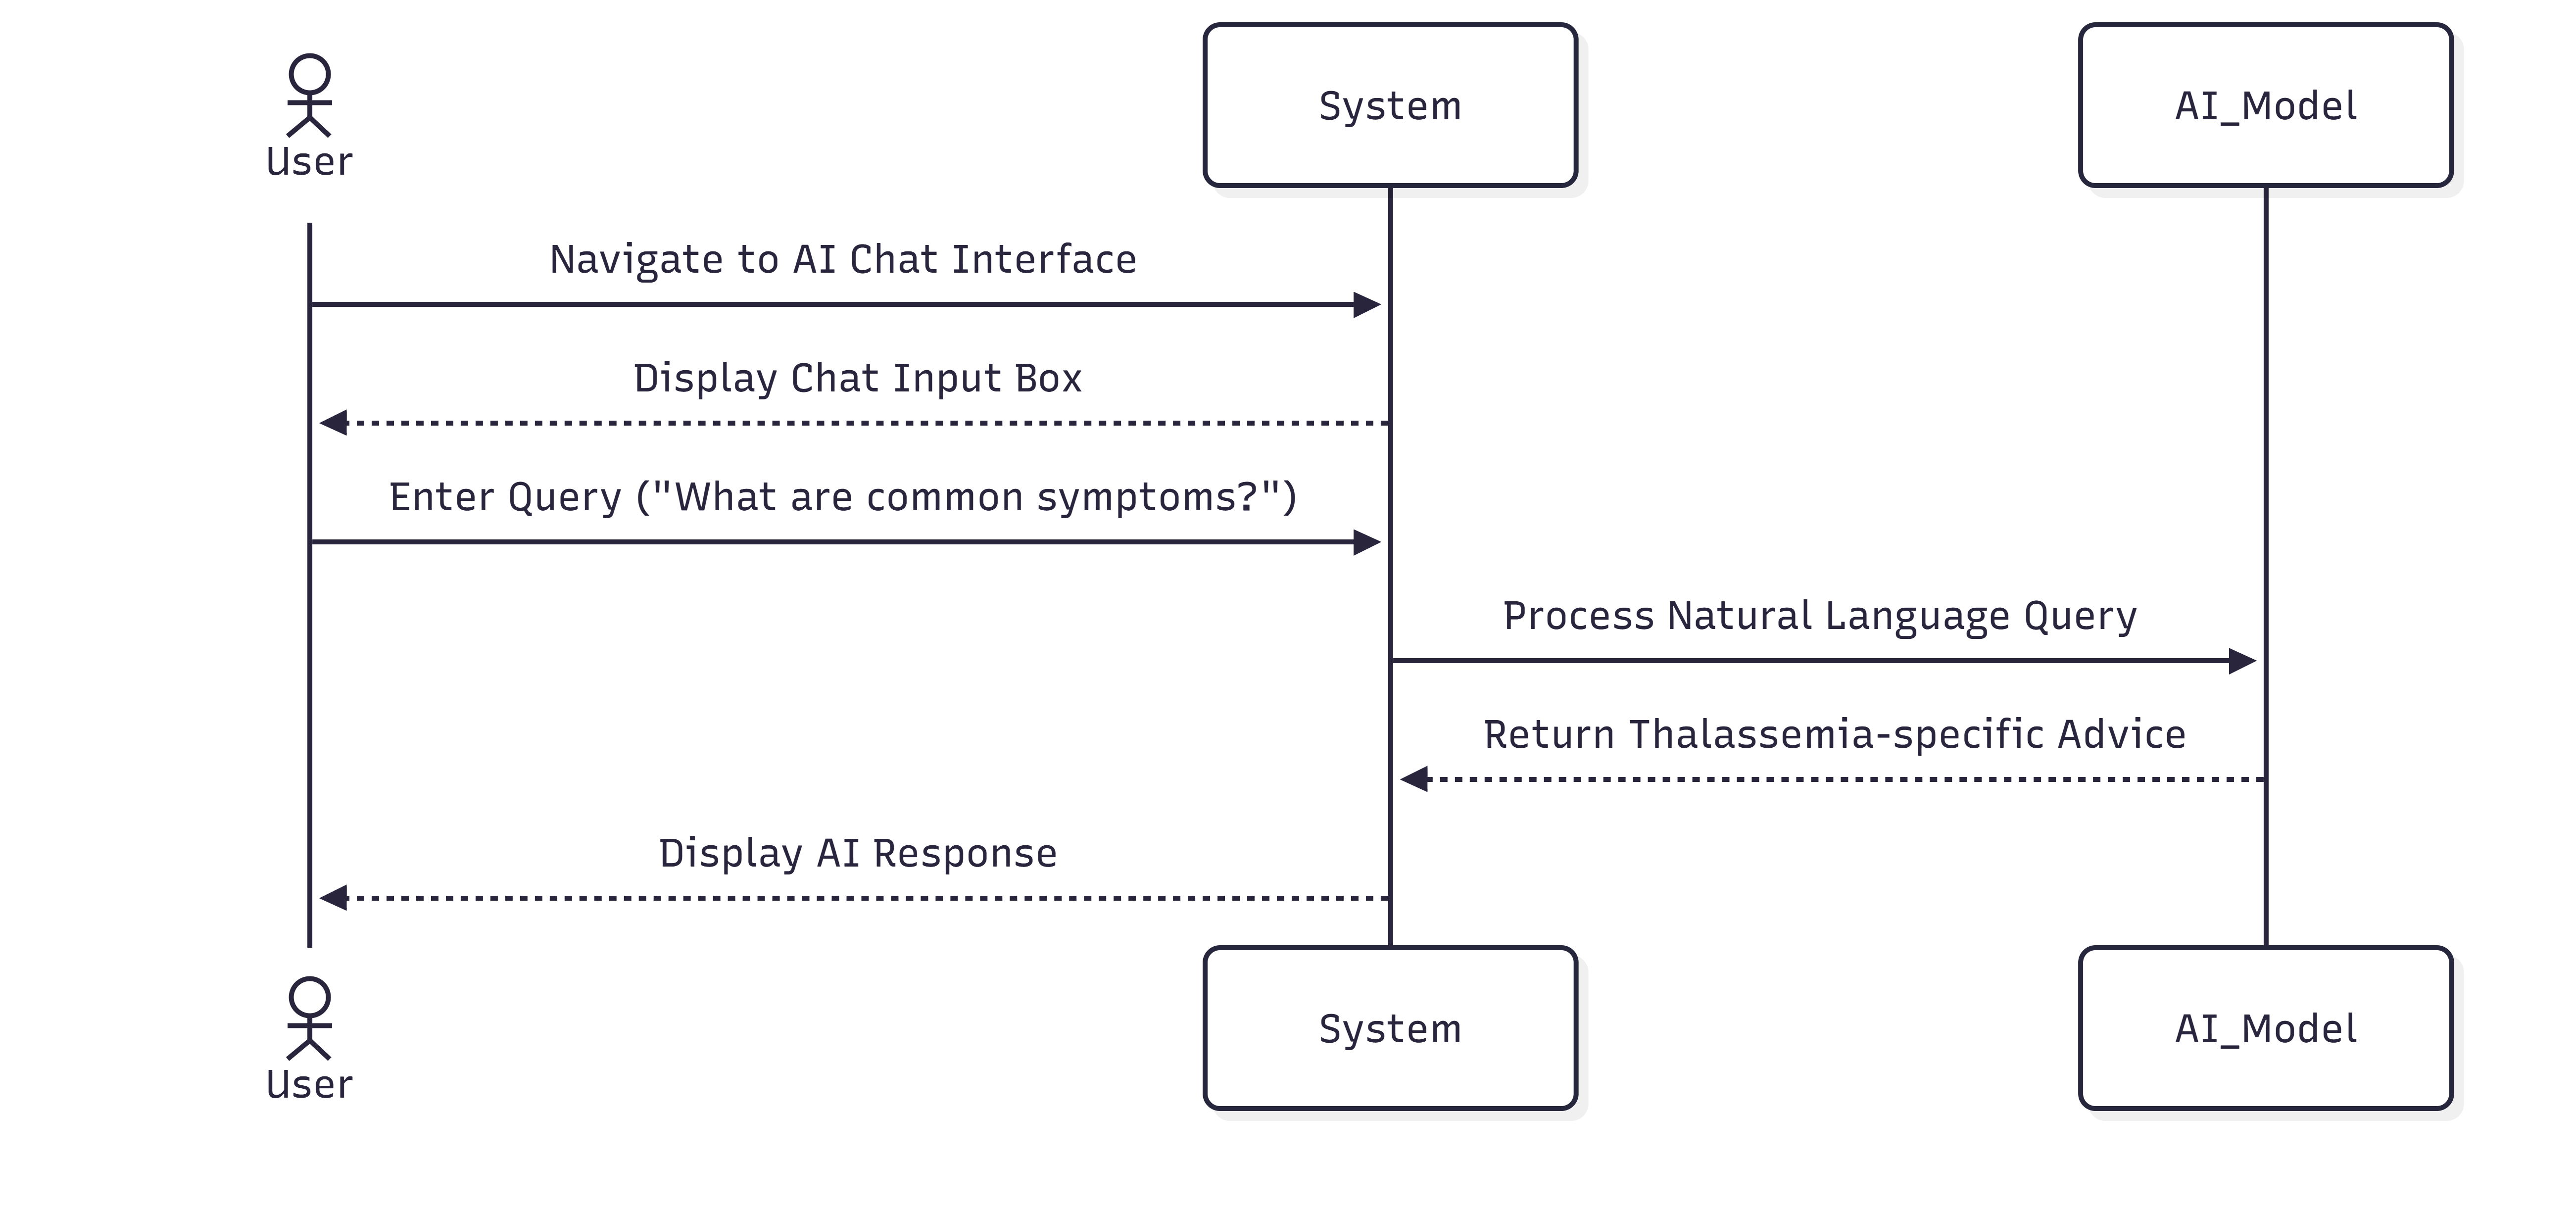 System
AI_Model
User
Navigate to AI Chat Interface
Display Chat Input Box
Enter Query ("What are common symptoms?")
Process Natural Language Query
Return Thalassemia-specific Advice
Display AI Response
System
AI_Model
User